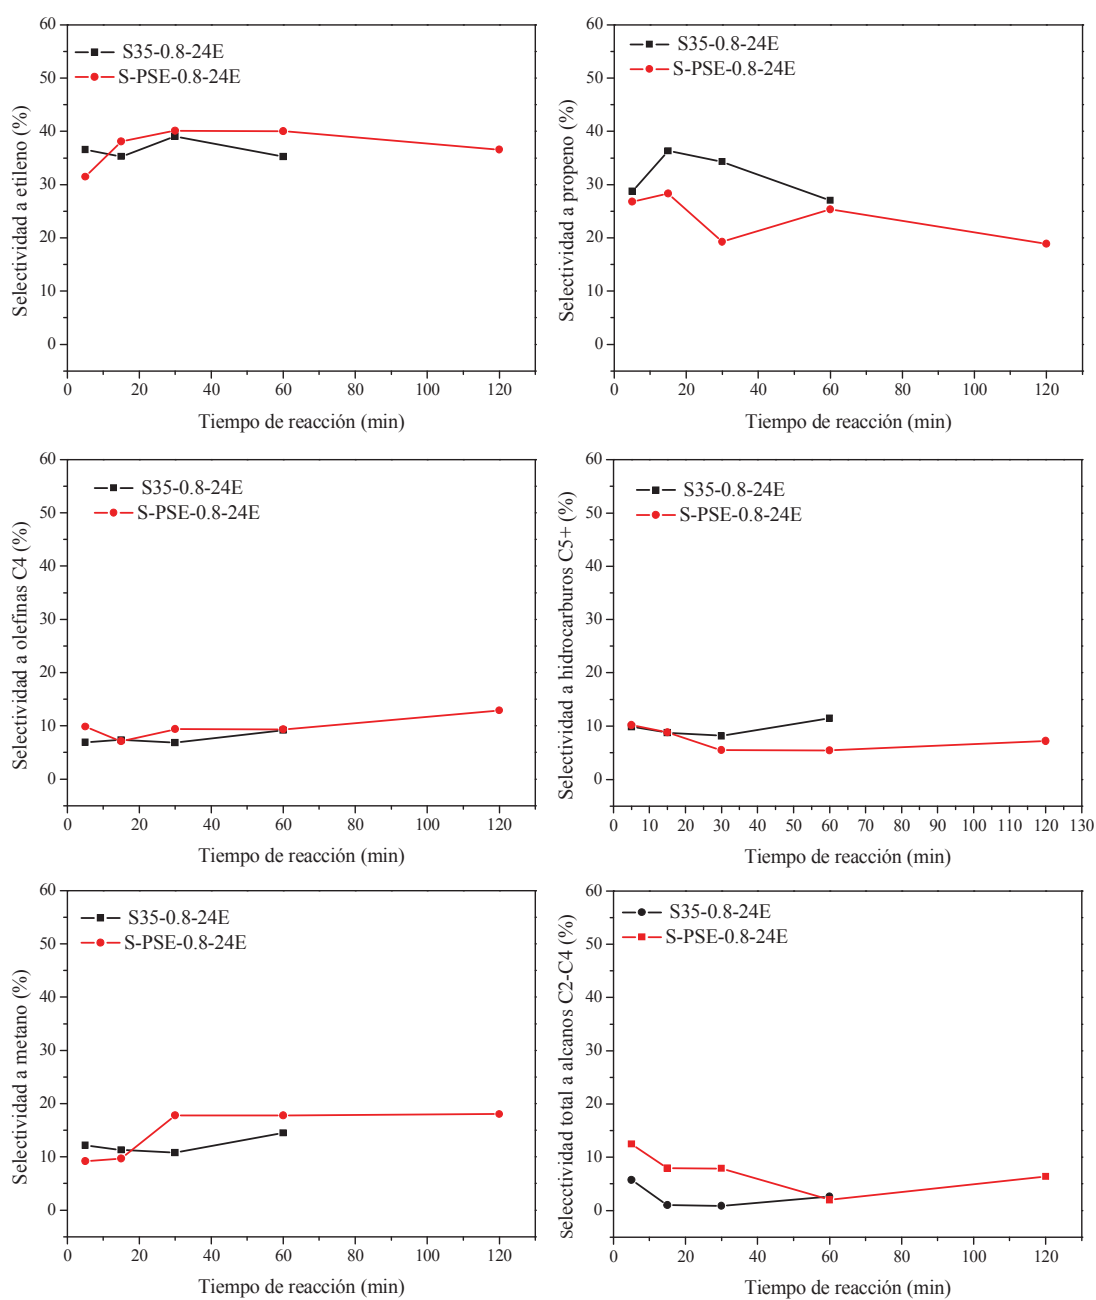 60
50
40
30
20
10
0
Selectividad a etileno (%)
S35-0.8-24E
S-PSE-0.8-24E
0 20 40 60 80 100 120
Tiempo de reacción (min)
60
50
40
30
20
10
0
Selectividad a propeno (%)
S35-0.8-24E
S-PSE-0.8-24E
0 20 40 60 80 100 120
Tiempo de reacción (min)
60
50
40
30
20
10
0
Selectividad a olefinas C4 (%)
S35-0.8-24E
S-PSE-0.8-24E
0 20 40 60 80 100 120
Tiempo de reacción (min)
60
50
40
30
20
10
0
Selectividad a hidrocarburos C5+ (%)
S35-0.8-24E
S-PSE-0.8-24E
0 10 20 30 40 50 60 70 80 90 100 110 120 130
Tiempo de reacción (min)
60
50
40
30
20
10
0
Selectividad a metano (%)
S35-0.8-24E
S-PSE-0.8-24E
0 20 40 60 80 100 120
Tiempo de reacción (min)
60
50
40
30
20
10
0
Selecctividad total a alcanos C2-C4 (%)
S35-0.8-24E
S-PSE-0.8-24E
0 20 40 60 80 100 120
Tiempo de reacción (min)